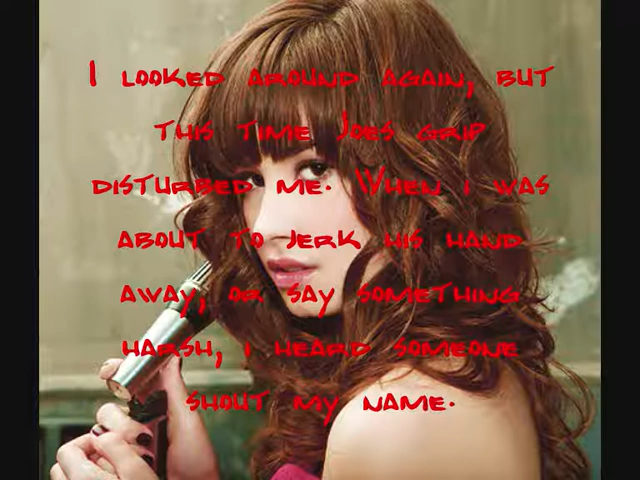 I looked around again, but
this time Joes grip
disturbed me. When i was
about to jerk his hand
away, or say something
harsh, i heard someone
shout my name.